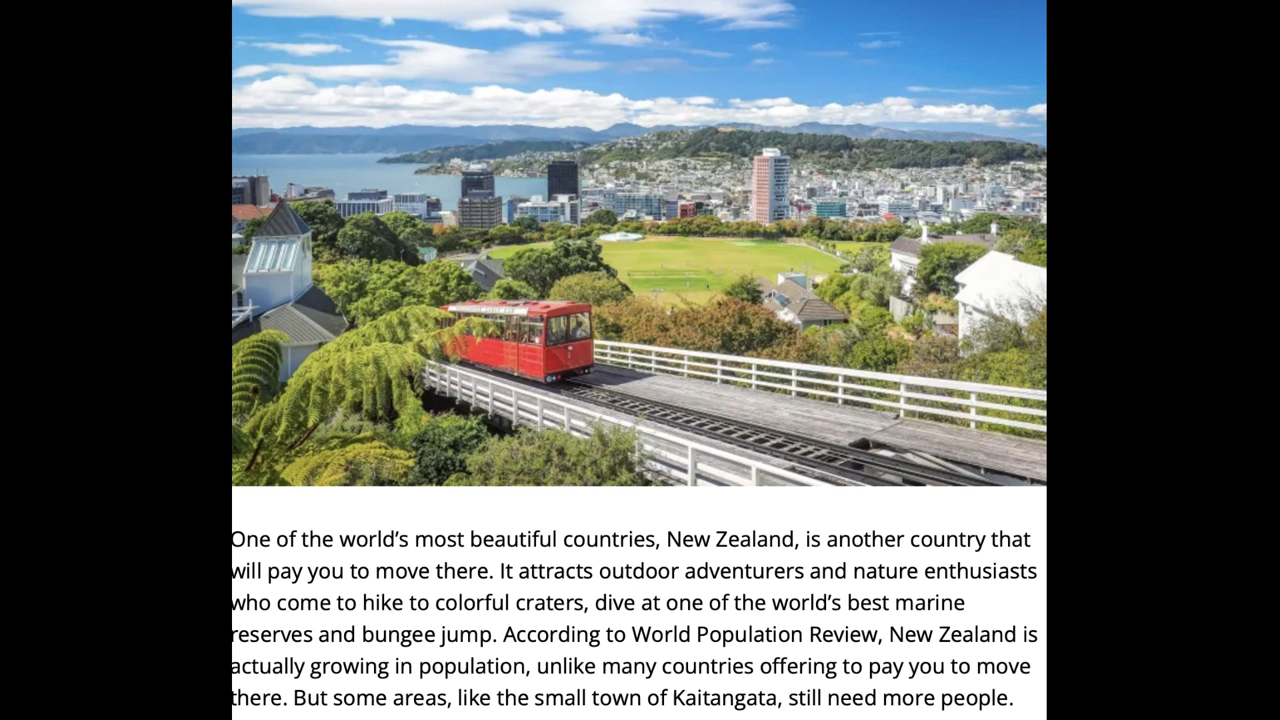 One of the world’s most beautiful countries, New Zealand, is another country that
will pay you to move there. It attracts outdoor adventurers and nature enthusiasts
who come to hike to colorful craters, dive at one of the world’s best marine
reserves and bungee jump. According to World Population Review, New Zealand is
actually growing in population, unlike many countries offering to pay you to move
there. But some areas, like the small town of Kaitangata, still need more people.